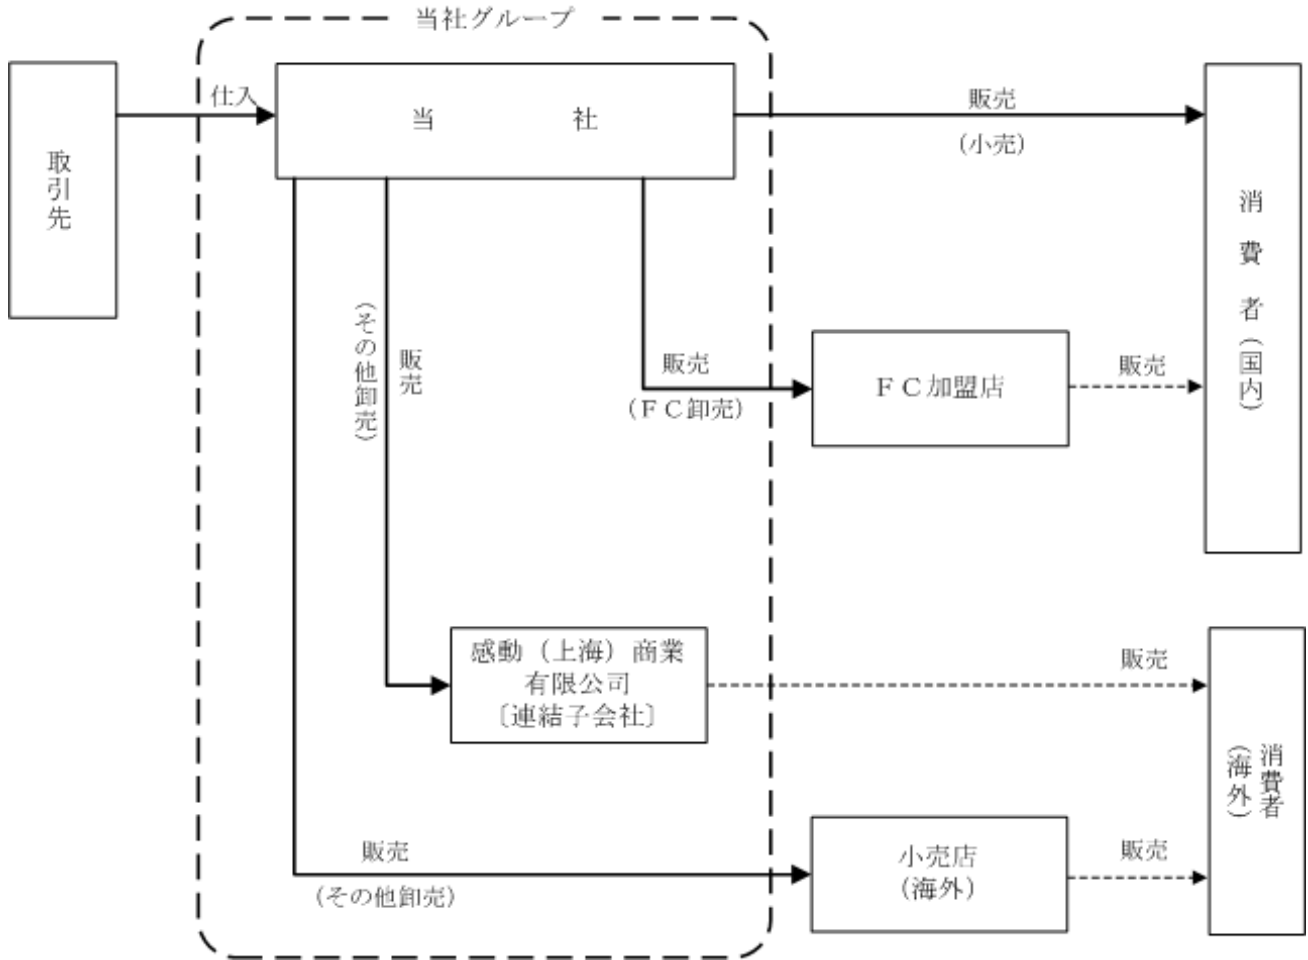 当社グループ
取引先
仕入
当　　　社
販売
（小売）
消費者（国内）
（その他卸売）
販売
販売
（ＦＣ卸売）
ＦＣ加盟店
販売
感動（上海）商業
有限公司
〔連結子会社〕
販売
消費者
（海外）
販売
（その他卸売）
小売店
（海外）
販売